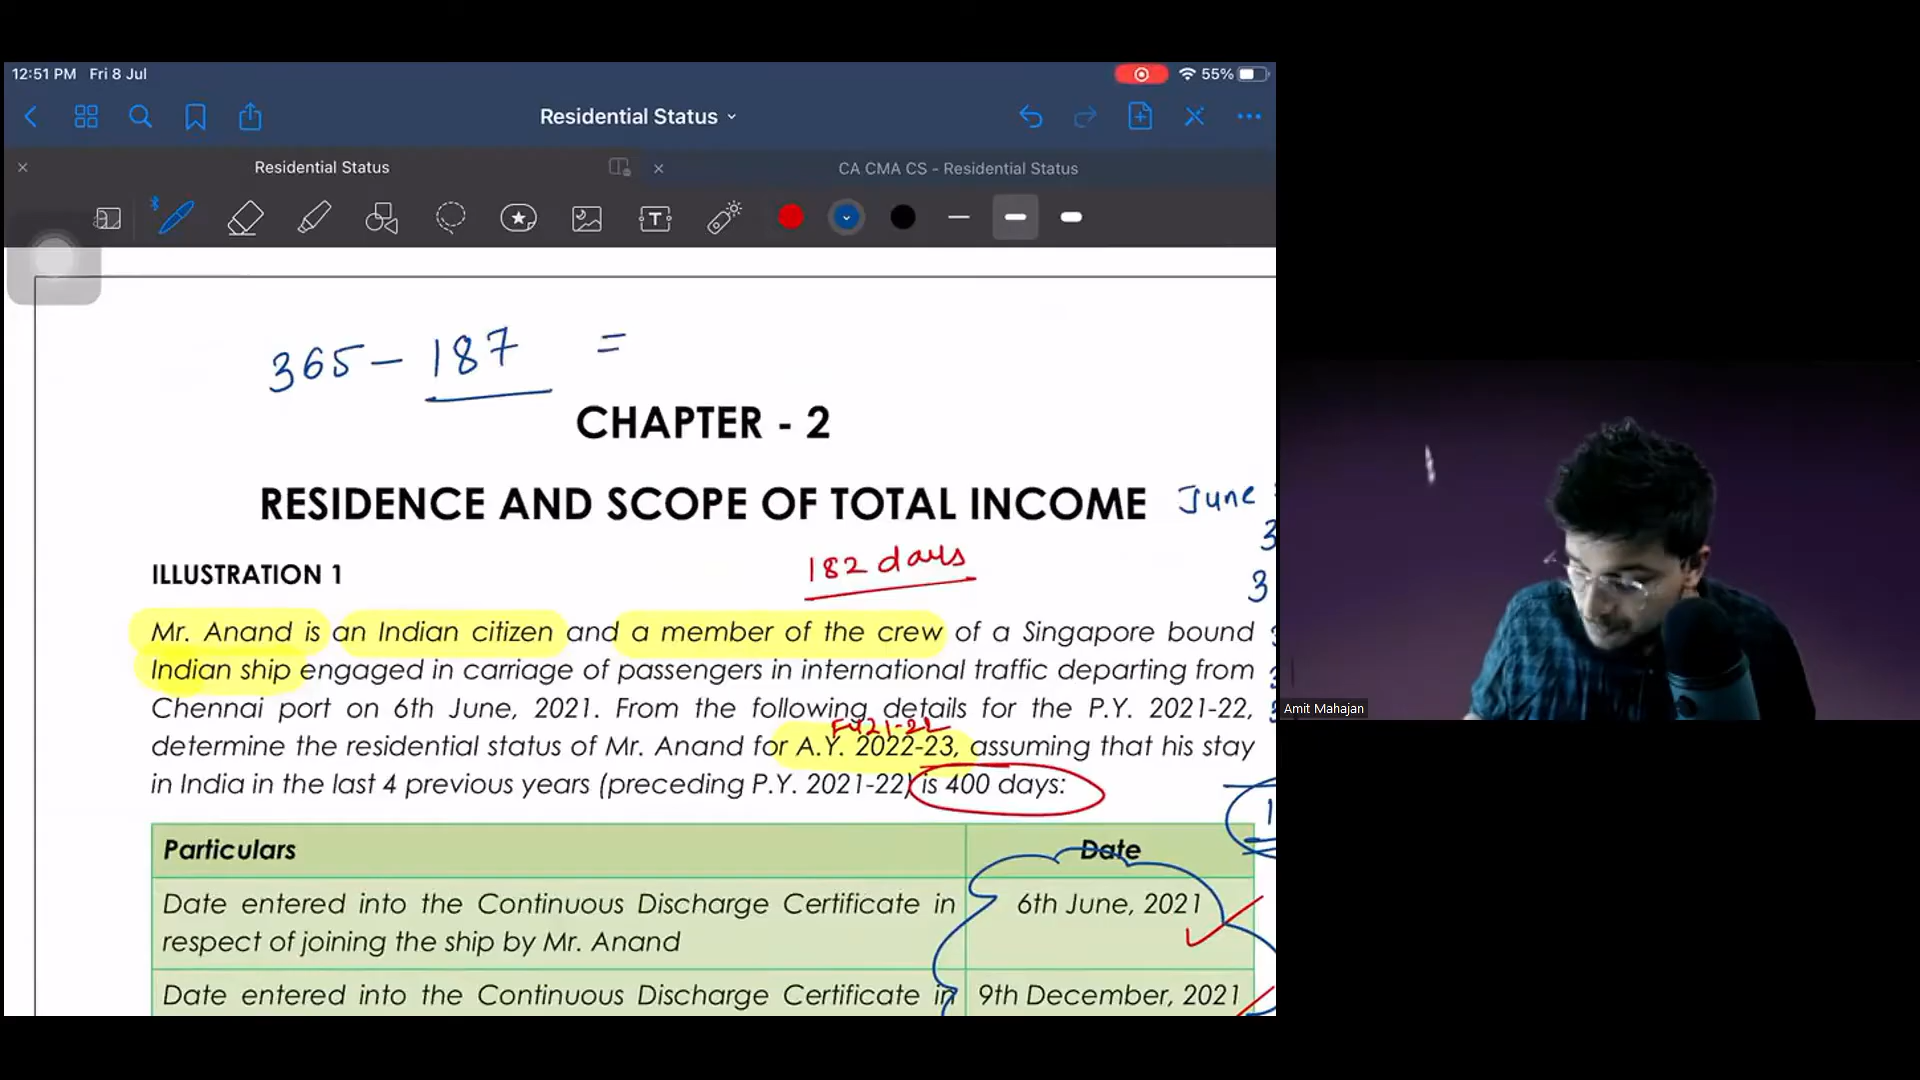 12:51 PM Fri 8 Jul 55%
Residential Status
Residential Status CA CMA CS - Residential Status
365 - 187 =
CHAPTER - 2
RESIDENCE AND SCOPE OF TOTAL INCOME June
3
182 days
ILLUSTRATION 1 3
Mr. Anand is an Indian citizen and a member of the crew of a Singapore bound
Indian ship engaged in carriage of passengers in international traffic departing from
Chennai port on 6th June, 2021. From the following details for the P.Y. 2021-22,
FY21-22
determine the residential status of Mr. Anand for A.Y. 2022-23, assuming that his stay
in India in the last 4 previous years (preceding P.Y. 2021-22) is 400 days:
Particulars Date
Date entered into the Continuous Discharge Certificate in 6th June, 2021
respect of joining the ship by Mr. Anand
Date entered into the Continuous Discharge Certificate in 9th December, 2021
Amit Mahajan